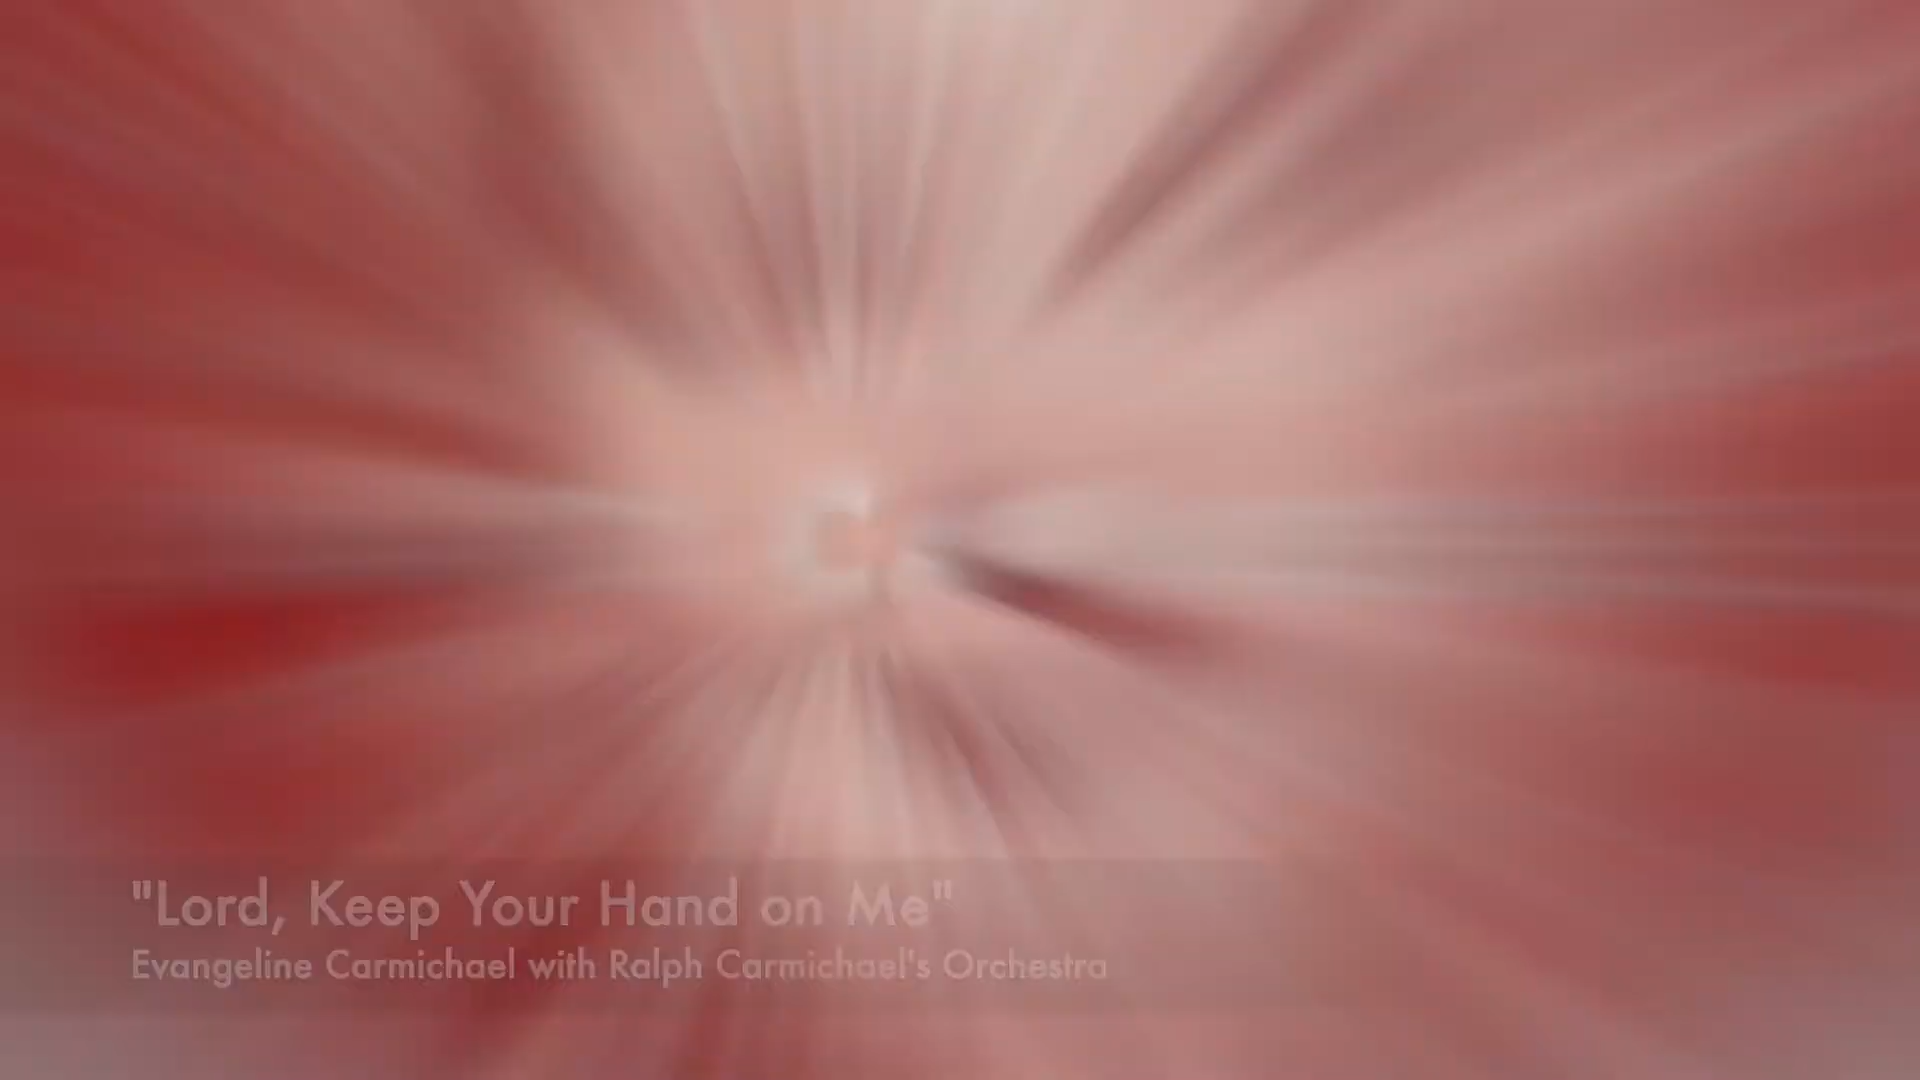 "Lord, Keep Your Hand on Me"
Evangeline Carmichael with Ralph Carmichael's Orchestra